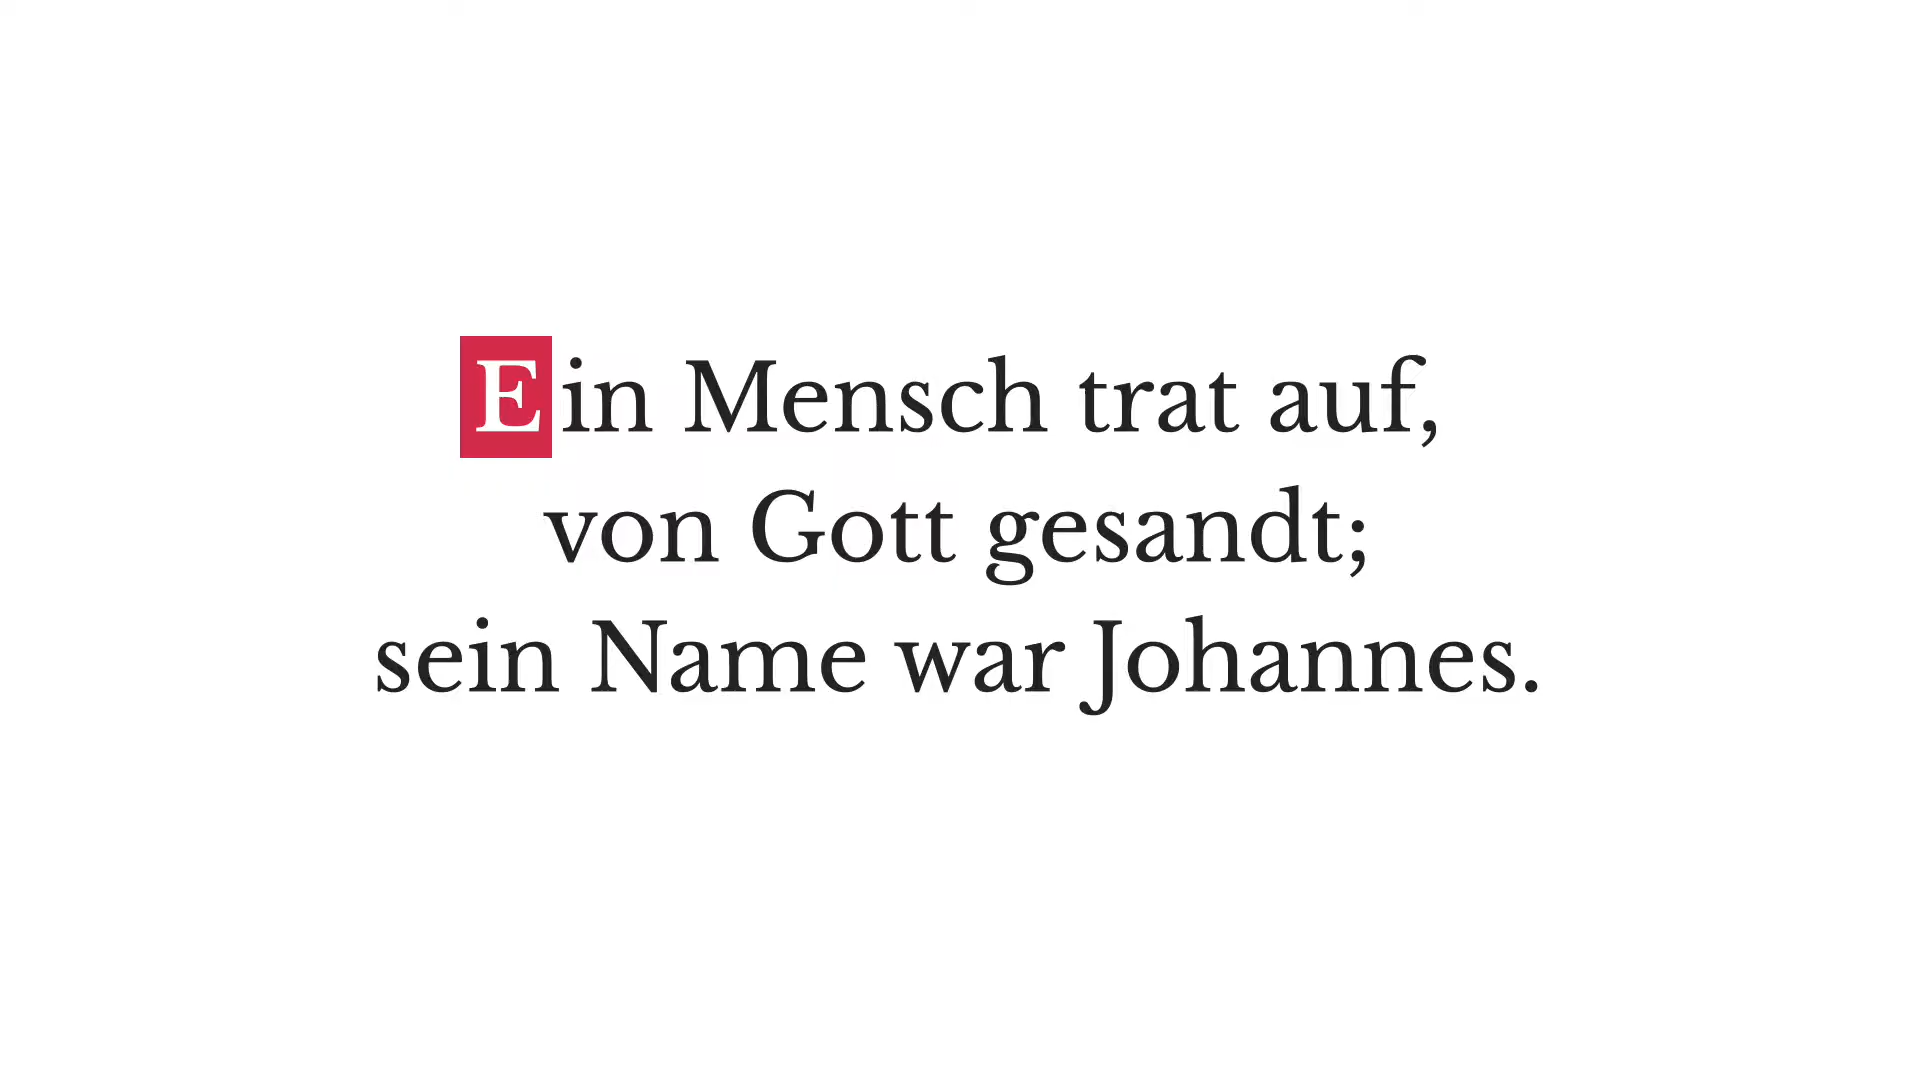 Ein Mensch trat auf,
von Gott gesandt;
sein Name war Johannes.